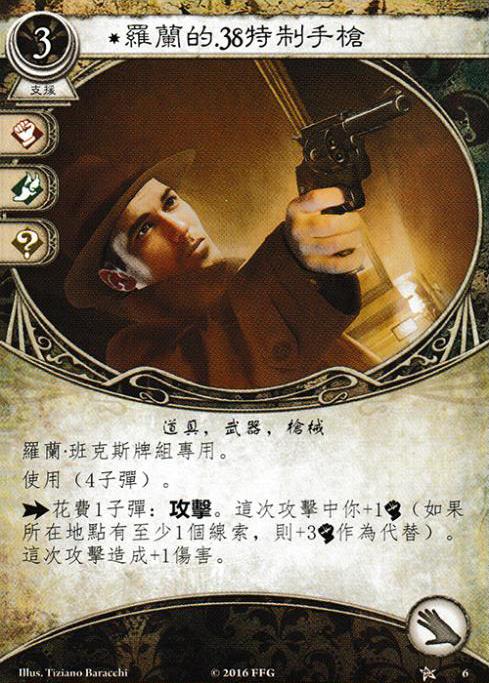 3
羅蘭的.38特制手槍
支援
道具，武器，槍械
羅蘭·班克斯牌組專用。
使用（4子彈）。
花費1子彈：攻擊。這次攻擊中你+1（如果
所在地點有至少1個線索，則+3作為代替）。
這次攻擊造成+1傷害。
Illus. Tiziano Baracchi
© 2016 FFG
6